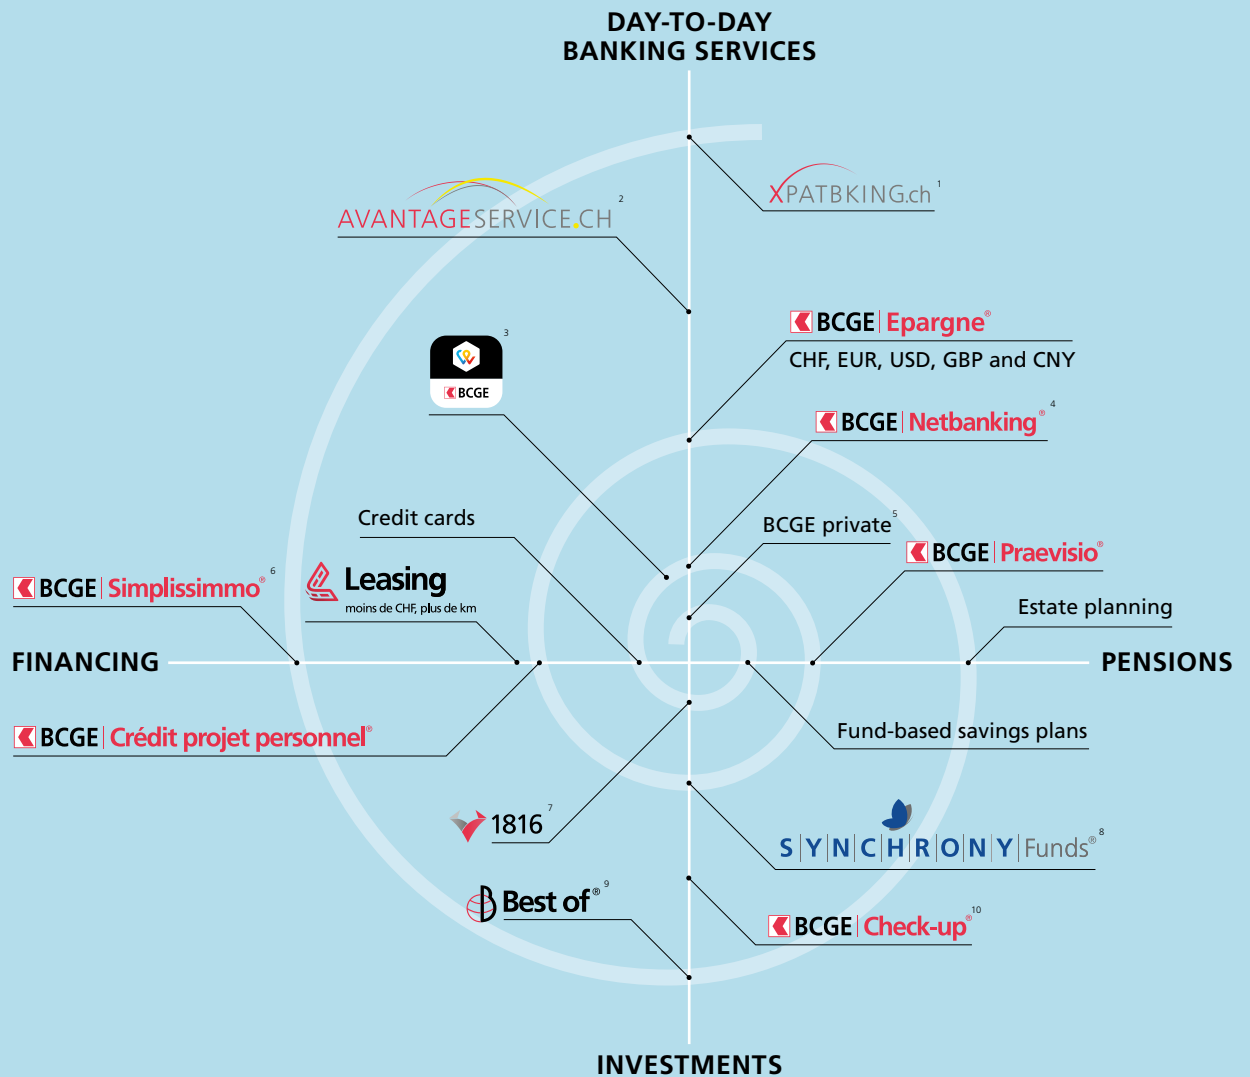 DAY-TO-DAY
BANKING SERVICES
XPATBKING.ch 1
AVANTAGESERVICE.CH 2
BCGE Epargne®
CHF, EUR, USD, GBP and CNY
3
BCGE
BCGE Netbanking® 4
Credit cards
BCGE private 5
BCGE Praevisio®
BCGE Simplissimmo® 6
Leasing
moins de CHF, plus de km
Estate planning
FINANCING
PENSIONS
BCGE Crédit projet personnel®
Fund-based savings plans
1816 7
S|Y|N|C|H|R|O|N|Y|Funds® 8
Best of® 9
BCGE Check-up® 10
INVESTMENTS